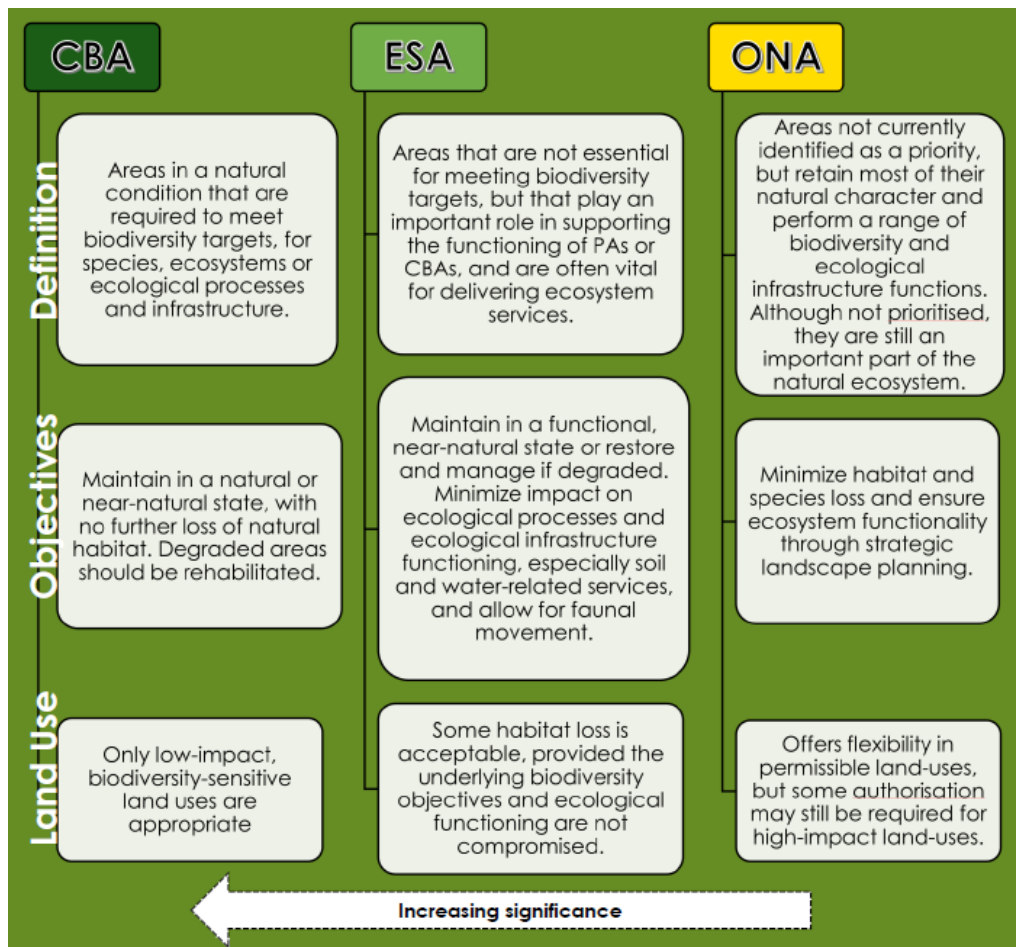 CBA
ESA
ONA
Definition
Areas in a natural
condition that are
required to meet
biodiversity targets, for
species, ecosystems or
ecological processes
and infrastructure.
Areas that are not essential
for meeting biodiversity
targets, but that play an
important role in supporting
the functioning of PAs or
CBAs, and are often vital
for delivering ecosystem
services.
Areas not currently
identified as a priority,
but retain most of their
natural character and
perform a range of
biodiversity and
ecological
infrastructure functions.
Although not prioritised,
they are still an
important part of the
natural ecosystem.
Objectives
Maintain in a natural or
near-natural state, with
no further loss of natural
habitat. Degraded areas
should be rehabilitated.
Maintain in a functional,
near-natural state or restore
and manage if degraded.
Minimize impact on
ecological processes and
ecological infrastructure
functioning, especially soil
and water-related services,
and allow for faunal
movement.
Minimize habitat and
species loss and ensure
ecosystem functionality
through strategic
landscape planning.
Land Use
Only low-impact,
biodiversity-sensitive
land uses are
appropriate
Some habitat loss is
acceptable, provided the
underlying biodiversity
objectives and ecological
functioning are not
compromised.
Offers flexibility in
permissible land-uses,
but some authorisation
may still be required for
high-impact land-uses.
Increasing significance